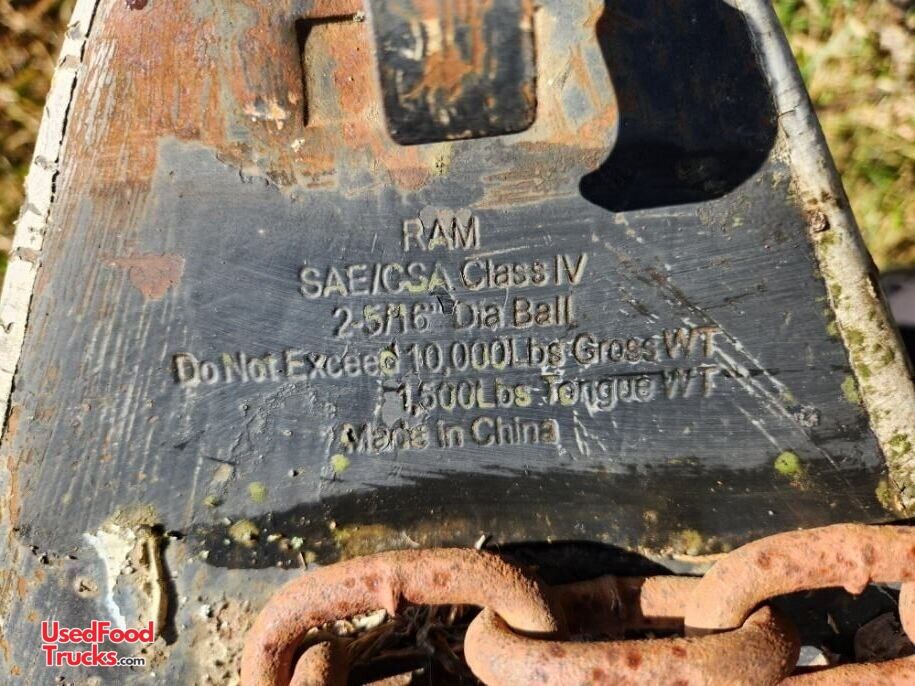 RAM
SAE/CSA Class IV
2-5/16" Dia Ball
Do Not Exceed 10,000Lbs Gross WT
1,500Lbs Tongue WT
Made In China
UsedFood
Trucks.com